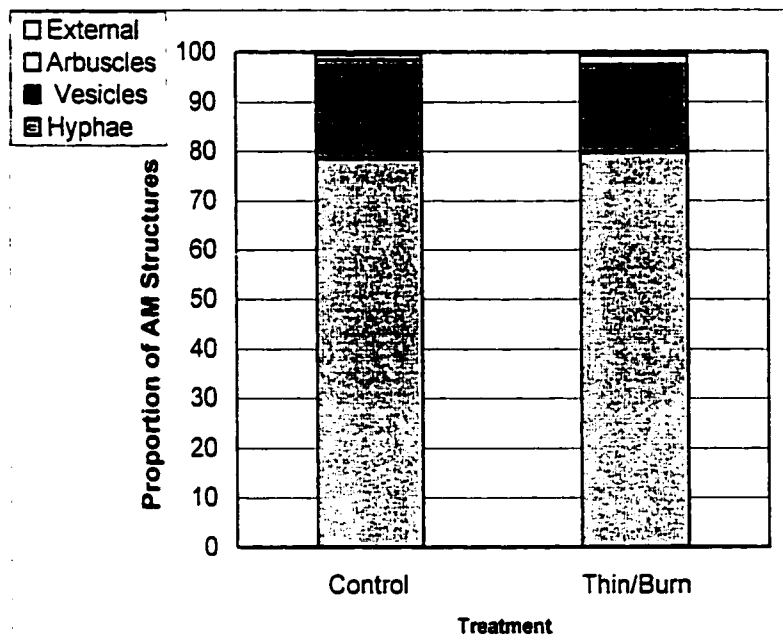 External
Arbuscles
Vesicles
Hyphae
Proportion of AM Structures
100
90
80
70
60
50
40
30
20
10
0
Control Thin/Burn
Treatment